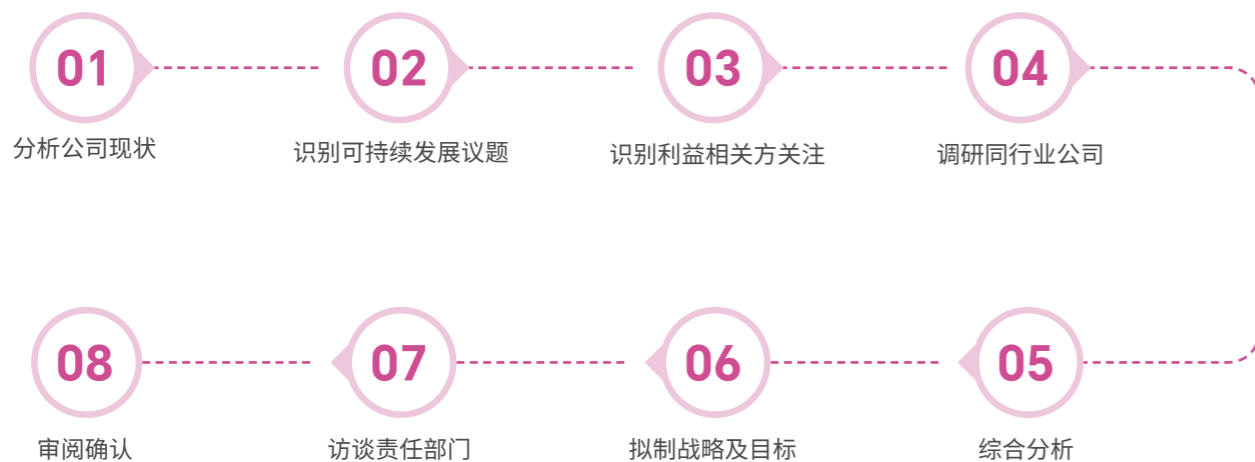 01
分析公司现状
02
识别可持续发展议题
03
识别利益相关方关注
04
调研同行业公司
05
综合分析
06
拟制战略及目标
07
访谈责任部门
08
审阅确认